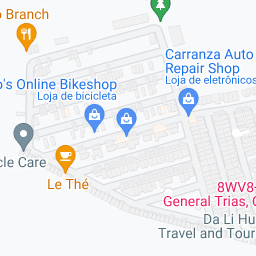 o Branch
Carranza Auto
Repair Shop
Loja de eletrônicos
o's Online Bikeshop
Loja de bicicleta
cle Care
Le Thé
8WV8-
General Trias, C
Da Li Hu
Travel and Tour